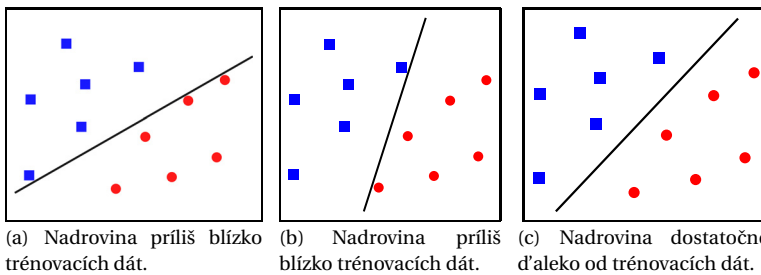 (a) Nadrovina príliš blízko
trénovacích dát.
(b) Nadrovina príliš
blízko trénovacích dát.
(c) Nadrovina dostatočne
ďaleko od trénovacích dát.